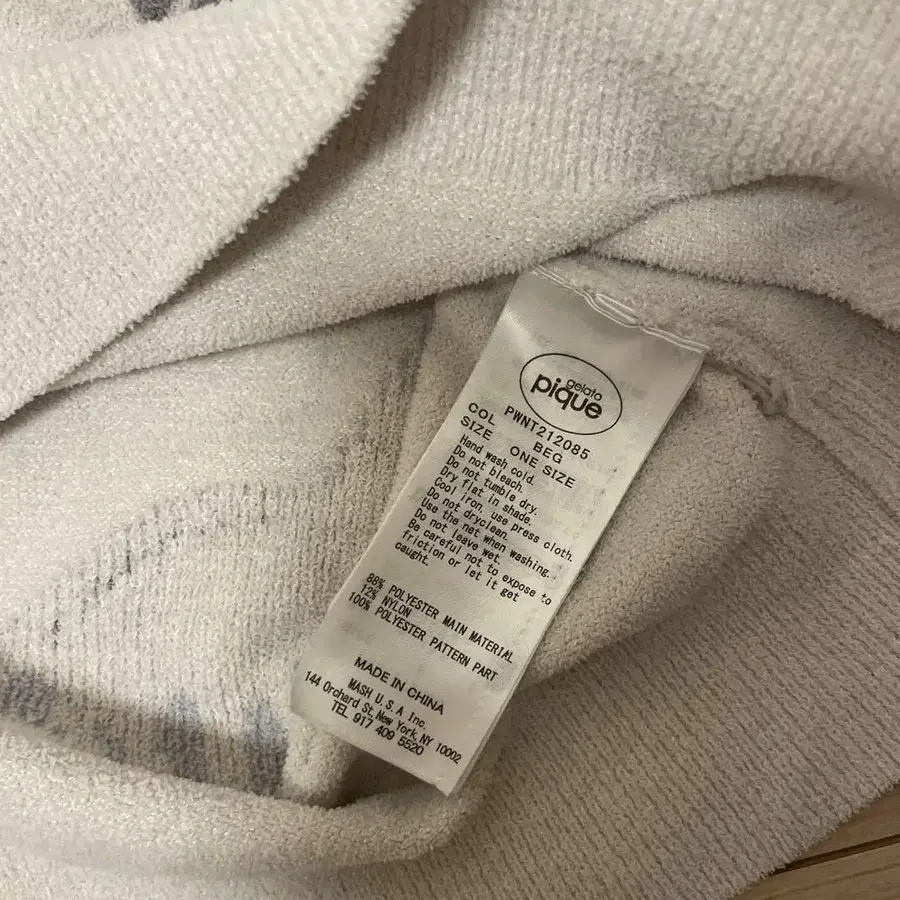 gelato
pique
PWNT212085
COL BEG
SIZE ONE SIZE
Hand wash cold.
Do not bleach.
Do not tumble dry.
Dry flat in shade.
Cool iron, use press cloth.
Do not dryclean.
Use the net when washing.
Do not leave wet.
Be careful not to expose to
friction or let it get
caught.
88% POLYESTER MAIN MATERIAL
12% NYLON
100% POLYESTER PATTERN PART
MADE IN CHINA
MASH U.S.A Inc.
144 Orchard St, New York, NY 10002
TEL 917 409 5520